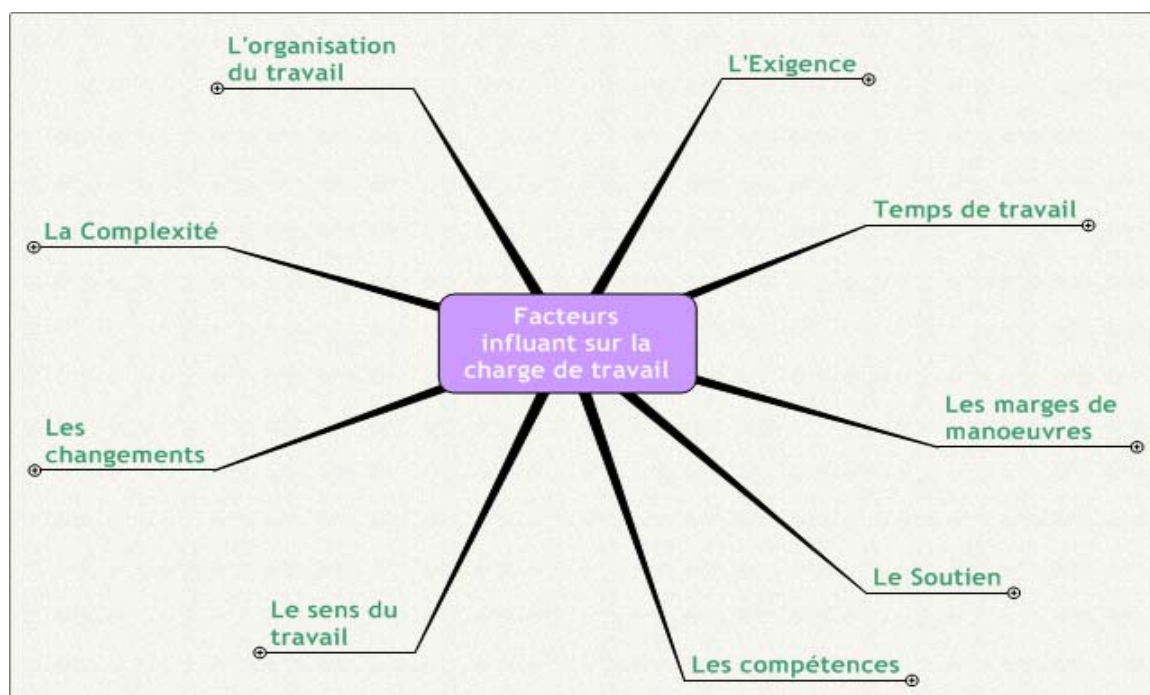 L'organisation
du travail
L'Exigence
Temps de travail
La Complexité
Facteurs
influant sur la
charge de travail
Les marges de
manoeuvres
Les
changements
Le Soutien
Le sens du
travail
Les compétences